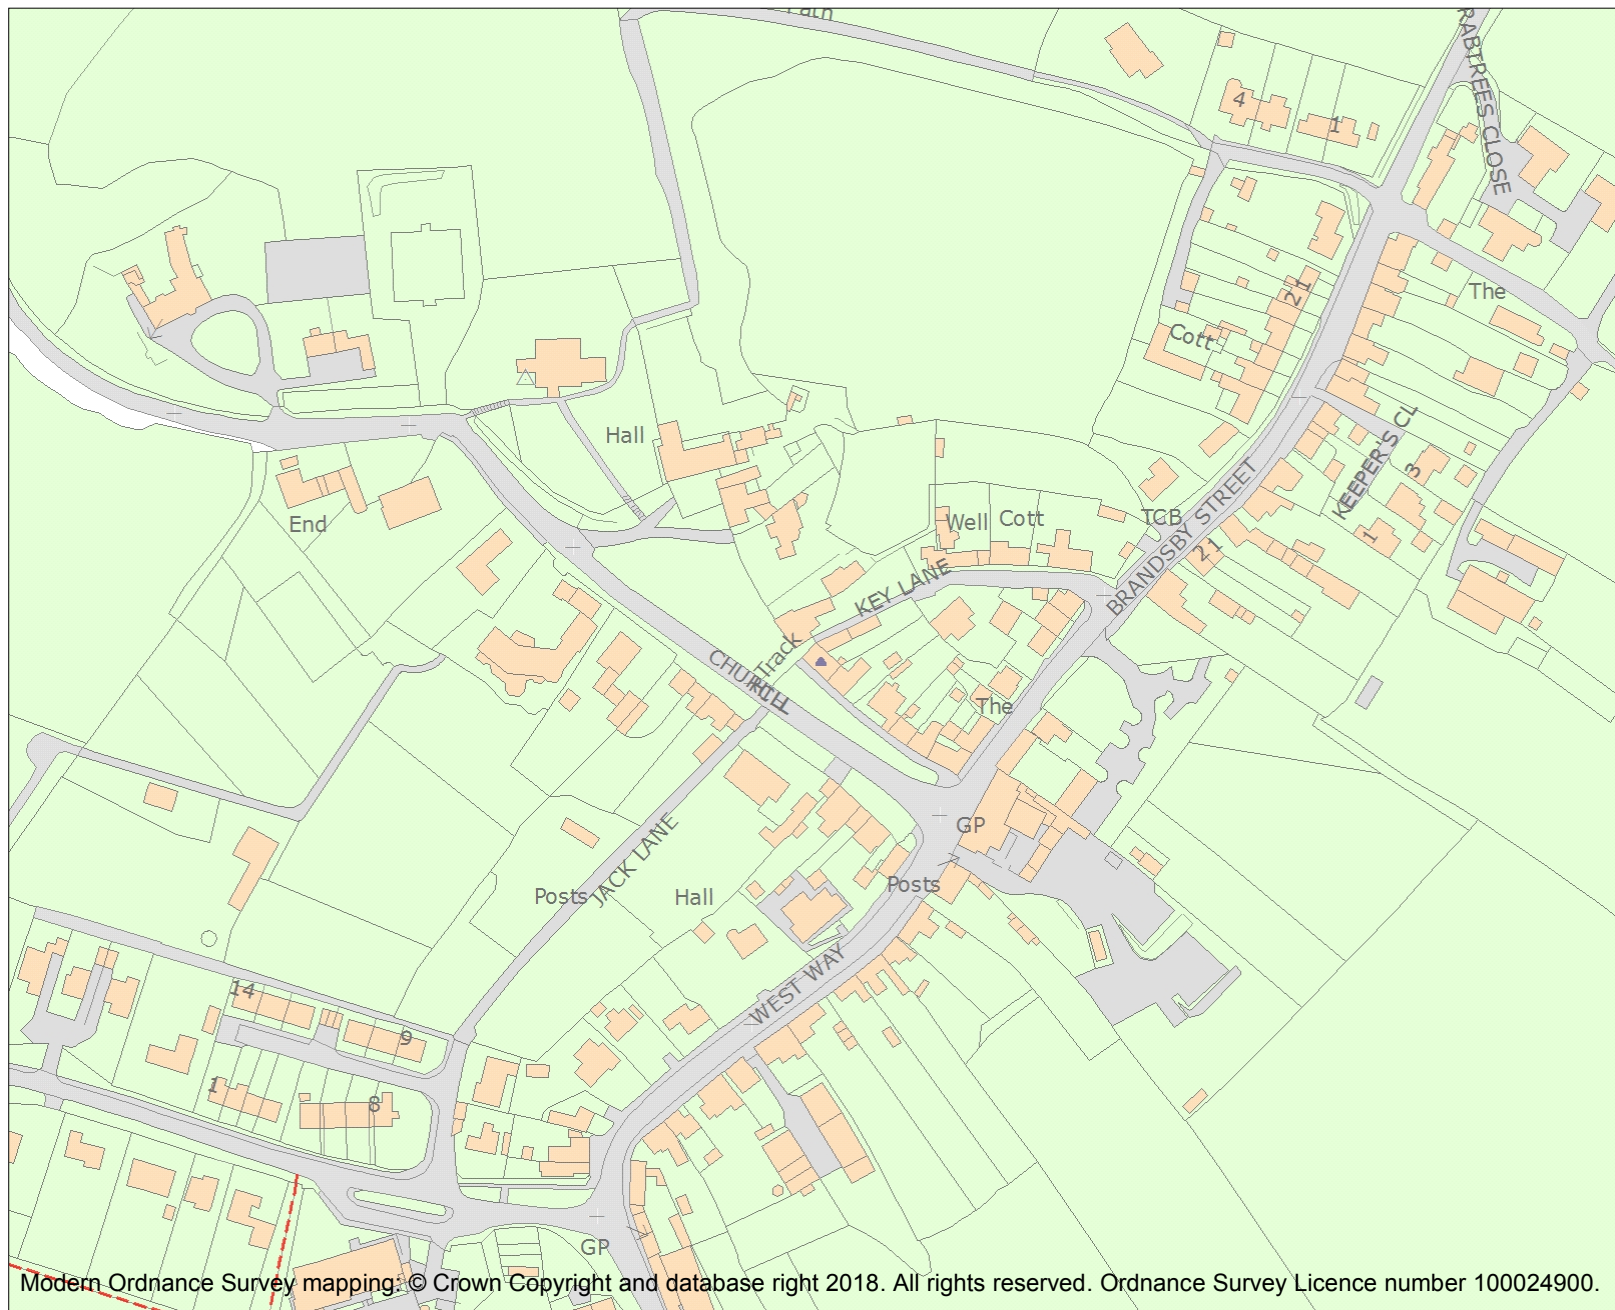 Path
RABTREES CLOSE
4
1
The
21
Cott
KEEPER'S CL
3
Hall
End
Well
Cott
TCB
BRANDSBY STREET
21
1
KEY LANE
Track
CHURCH
HILL
The
GP
JACK LANE
Posts
Hall
Posts
WEST WAY
14
9
1
8
GP
Modern Ordnance Survey mapping: © Crown Copyright and database right 2018. All rights reserved. Ordnance Survey Licence number 100024900.